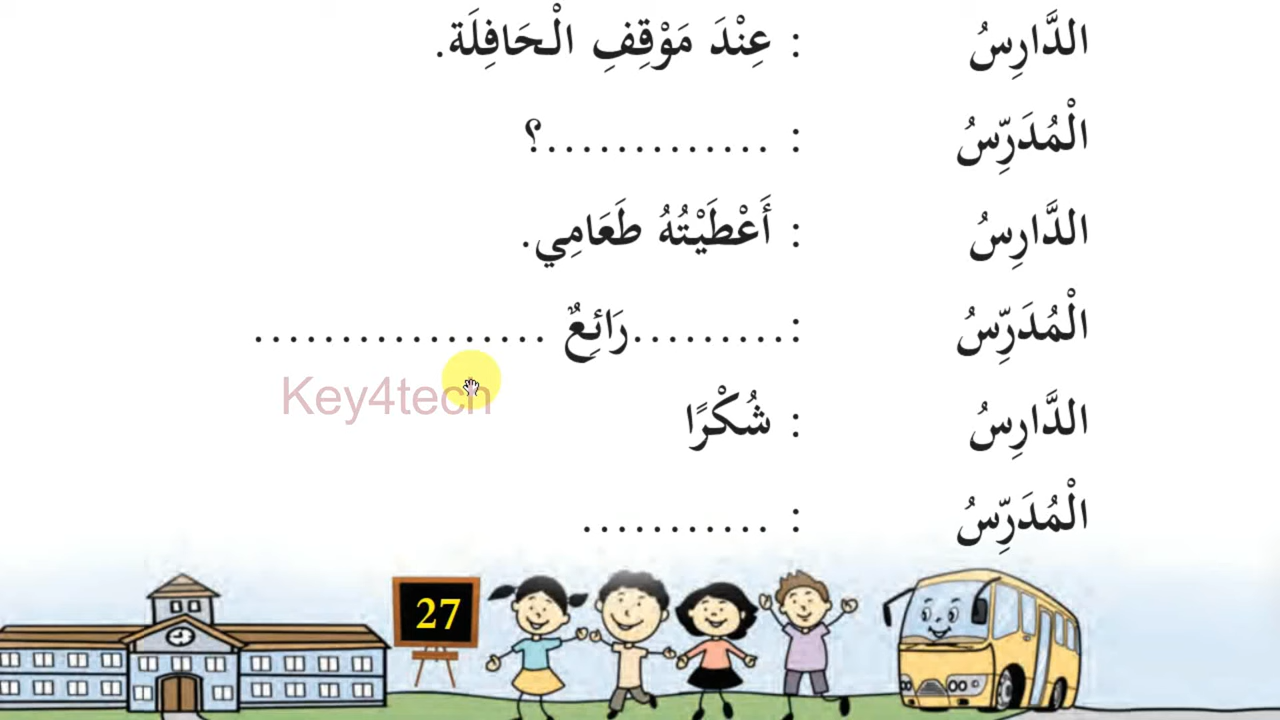 الدَّارِسُ : عِنْدَ مَوْقِفِ الْحَافِلَة.
الْمُدَرِّسُ : .............؟
الدَّارِسُ : أَعْطَيْتُهُ طَعَامِي.
الْمُدَرِّسُ :...........رَائِعٌ .................
Key4tech
الدَّارِسُ : شُكْرًا
الْمُدَرِّسُ : ...........
27